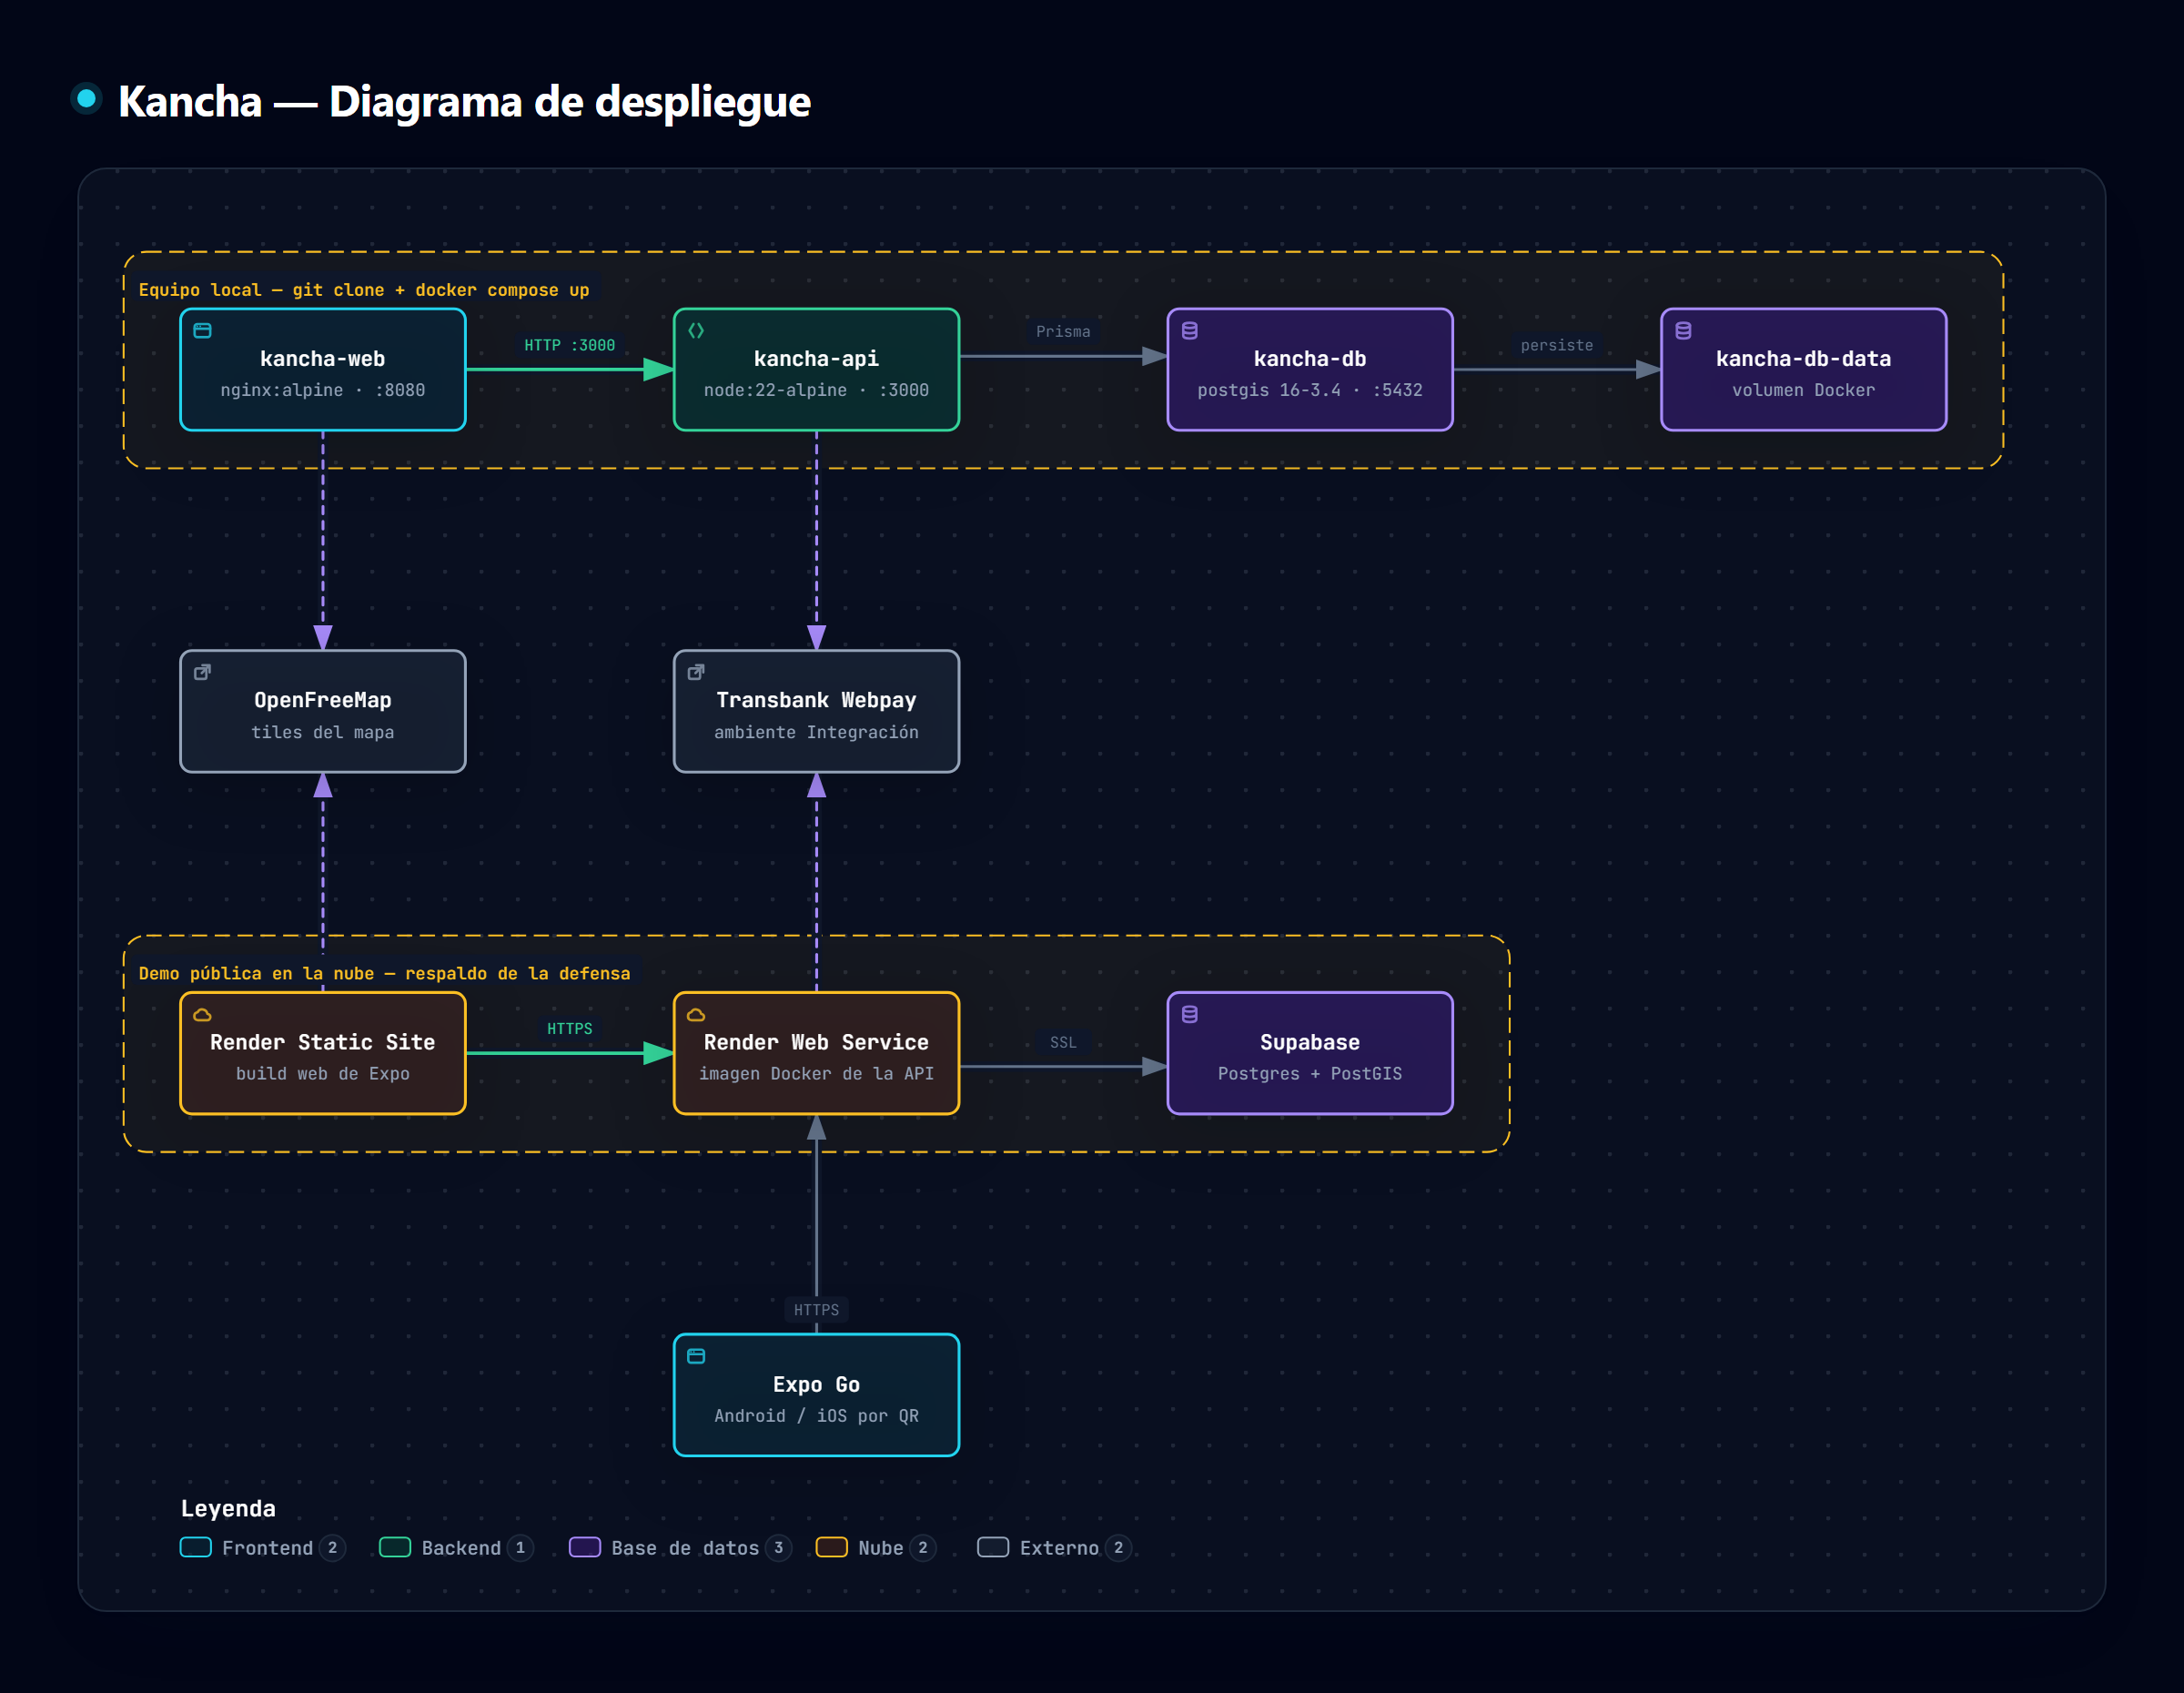 Kancha — Diagrama de despliegue
Equipo local — git clone + docker compose up
kancha-web
nginx:alpine · :8080
HTTP :3000
kancha-api
node:22-alpine · :3000
Prisma
kancha-db
postgis 16-3.4 · :5432
persiste
kancha-db-data
volumen Docker
OpenFreeMap
tiles del mapa
Transbank Webpay
ambiente Integración
Demo pública en la nube — respaldo de la defensa
Render Static Site
build web de Expo
HTTPS
Render Web Service
imagen Docker de la API
SSL
Supabase
Postgres + PostGIS
HTTPS
Expo Go
Android / iOS por QR
Leyenda
Frontend 2 Backend 1 Base de datos 3 Nube 2 Externo 2